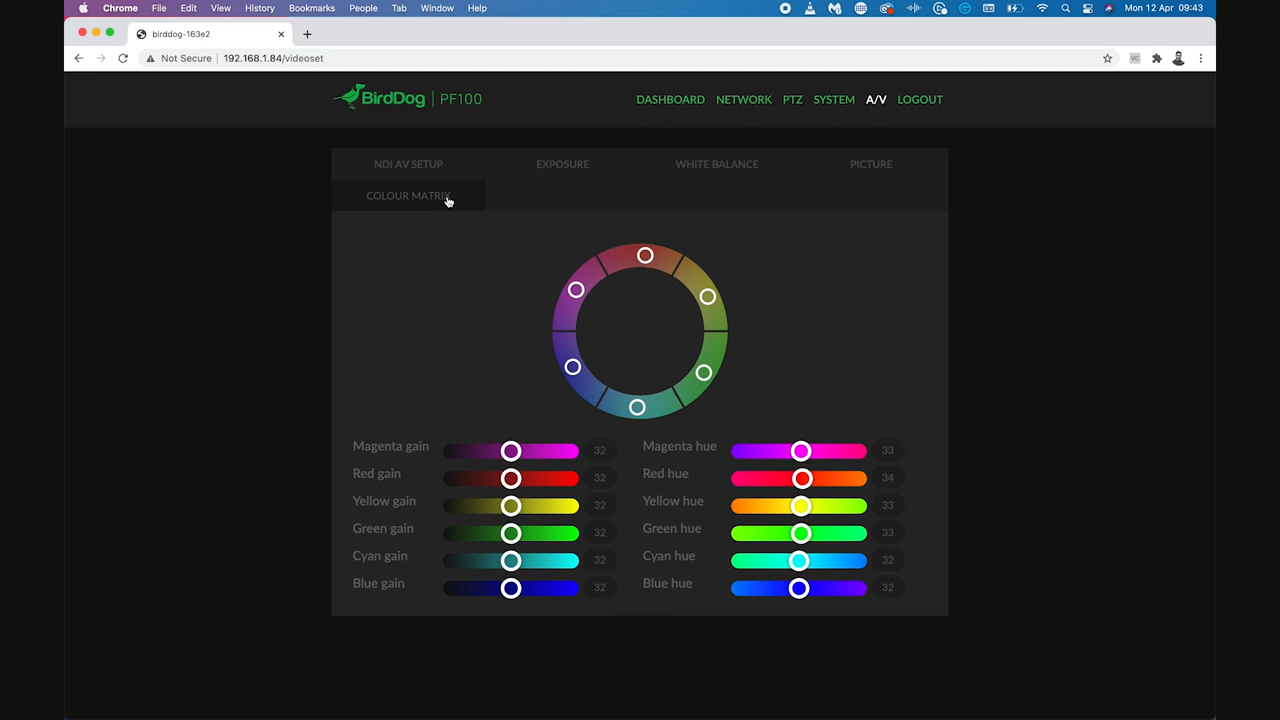 Chrome File Edit View History Bookmarks People Tab Window Help Mon 12 Apr 09:43
birddog-163e2
Not Secure 192.168.1.84/videoset
BirdDog PF100 DASHBOARD NETWORK PTZ SYSTEM A/V LOGOUT
NDI AV SETUP EXPOSURE WHITE BALANCE PICTURE
COLOUR MATRIX
Magenta gain 32 Magenta hue 33
Red gain 32 Red hue 34
Yellow gain 32 Yellow hue 33
Green gain 32 Green hue 33
Cyan gain 32 Cyan hue 32
Blue gain 32 Blue hue 32